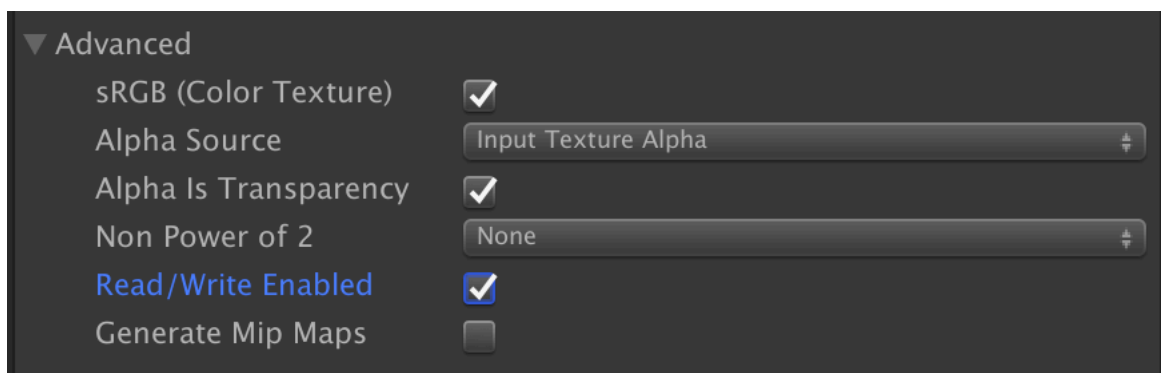 Advanced
sRGB (Color Texture)
Alpha Source Input Texture Alpha
Alpha Is Transparency
Non Power of 2 None
Read/Write Enabled
Generate Mip Maps